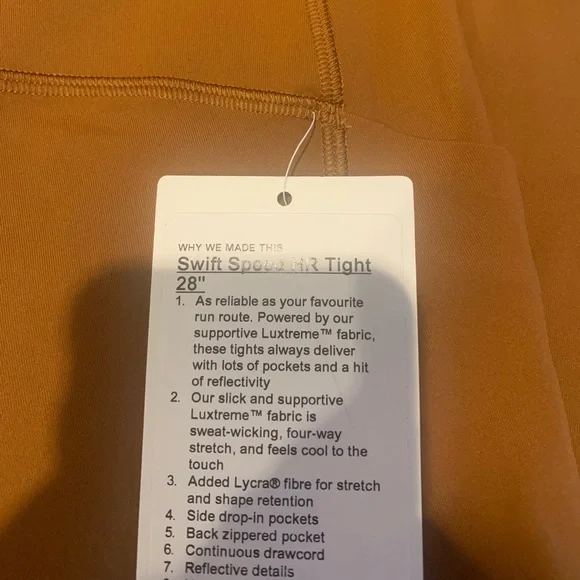 WHY WE MADE THIS
Swift Speed HR Tight
28"
1. As reliable as your favourite
run route. Powered by our
supportive Luxtreme™ fabric,
these tights always deliver
with lots of pockets and a hit
of reflectivity
2. Our slick and supportive
Luxtreme™ fabric is
sweat-wicking, four-way
stretch, and feels cool to the
touch
3. Added Lycra® fibre for stretch
and shape retention
4. Side drop-in pockets
5. Back zippered pocket
6. Continuous drawcord
7. Reflective details